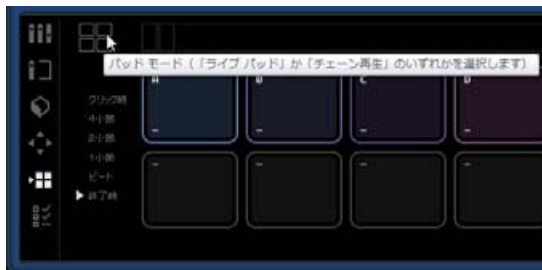 パッド モード（「ライブ パッド」か「チェーン再生」のいずれかを選択します）
A
B
C
D
クリック時
4小節
2小節
1小節
ビート
終了時